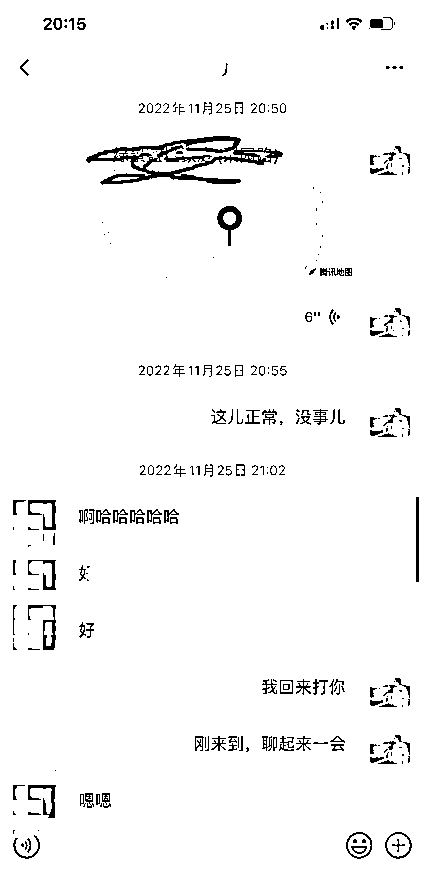 20:15
2022年11月25日 20:50
腾讯地图
6"
2022年11月25日 20:55
这儿正常，没事儿
2022年11月25日 21:02
啊哈哈哈哈哈
好
好
我回来打你
刚来到，聊起来一会
嗯嗯